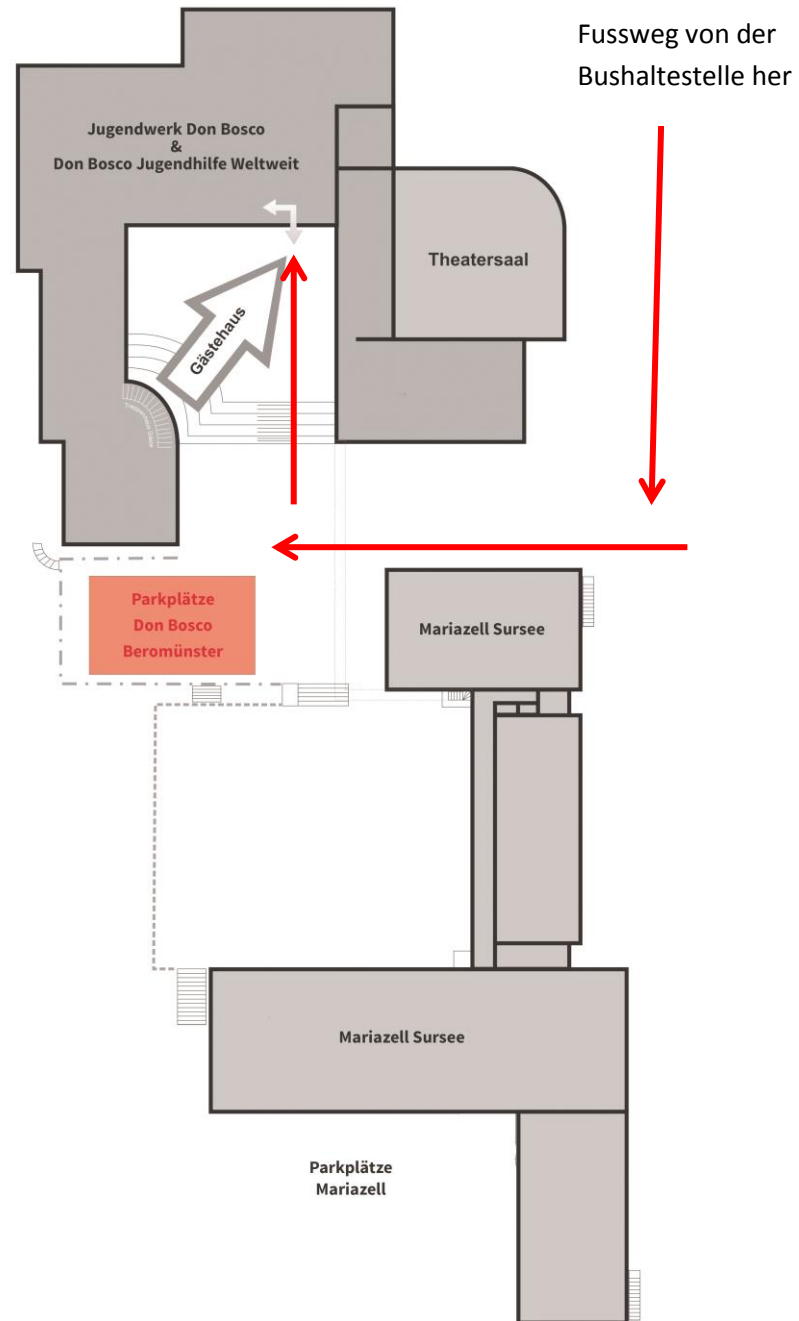 Fussweg von der
Bushaltestelle her
Jugendwerk Don Bosco
&
Don Bosco Jugendhilfe Weltweit
Theatersaal
Gästehaus
Parkplätze
Don Bosco
Beromünster
Mariazell Sursee
Mariazell Sursee
Parkplätze
Mariazell